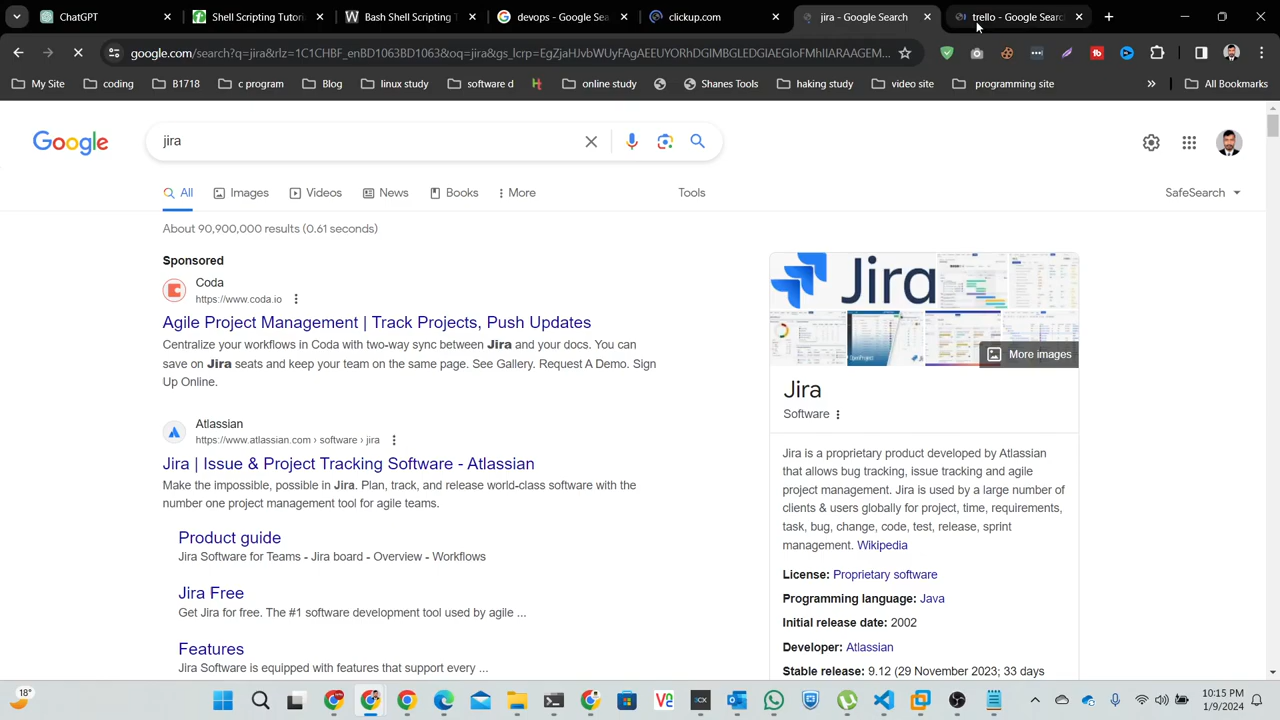 ChatGPT
Shell Scripting Tutori
Bash Shell Scripting
devops - Google Sea
clickup.com
jira - Google Search
trello - Google Searc
google.com/search?q=jira&rlz=1C1CHBF_enBD1063BD1063&oq=jira&gs_lcrp=EgZjaHJvbWUyFAgAEEUYORhGIMBGLEDGIAEGIoFMhIIARAAGEM...
My Site
coding
B1718
linux study
software d
H
online study
Shanes Tools
haking study
video site
programming site
»
All Bookmarks
Google
jira
All
Images
Videos
News
Books
More
Tools
SafeSearch
About 90,900,000 results (0.61 seconds)
Sponsored
Coda
https://www.coda.io
Agile Project Management | Track Projects, Push Updates
Centralize your workflows in Coda with two-way sync between Jira and your docs. You can
save on Jira seats and keep your team on the same page. See Gallery. Request A Demo. Sign
Up Online.
Atlassian
https://www.atlassian.com › software › jira
Jira | Issue & Project Tracking Software - Atlassian
Make the impossible, possible in Jira. Plan, track, and release world-class software with the
number one project management tool for agile teams.
Product guide
Jira Software for Teams - Jira board - Overview - Workflows
Jira Free
Get Jira for free. The #1 software development tool used by agile ...
Features
Jira Software is equipped with features that support every ...
Jira
More images
Jira
Software
Jira is a proprietary product developed by Atlassian
that allows bug tracking, issue tracking and agile
project management. Jira is used by a large number of
clients & users globally for project, time, requirements,
task, bug, change, code, test, release, sprint
management. Wikipedia
License: Proprietary software
Programming language: Java
Initial release date: 2002
Developer: Atlassian
Stable release: 9.12 (29 November 2023; 33 days
18°
10:15 PM
1/9/2024